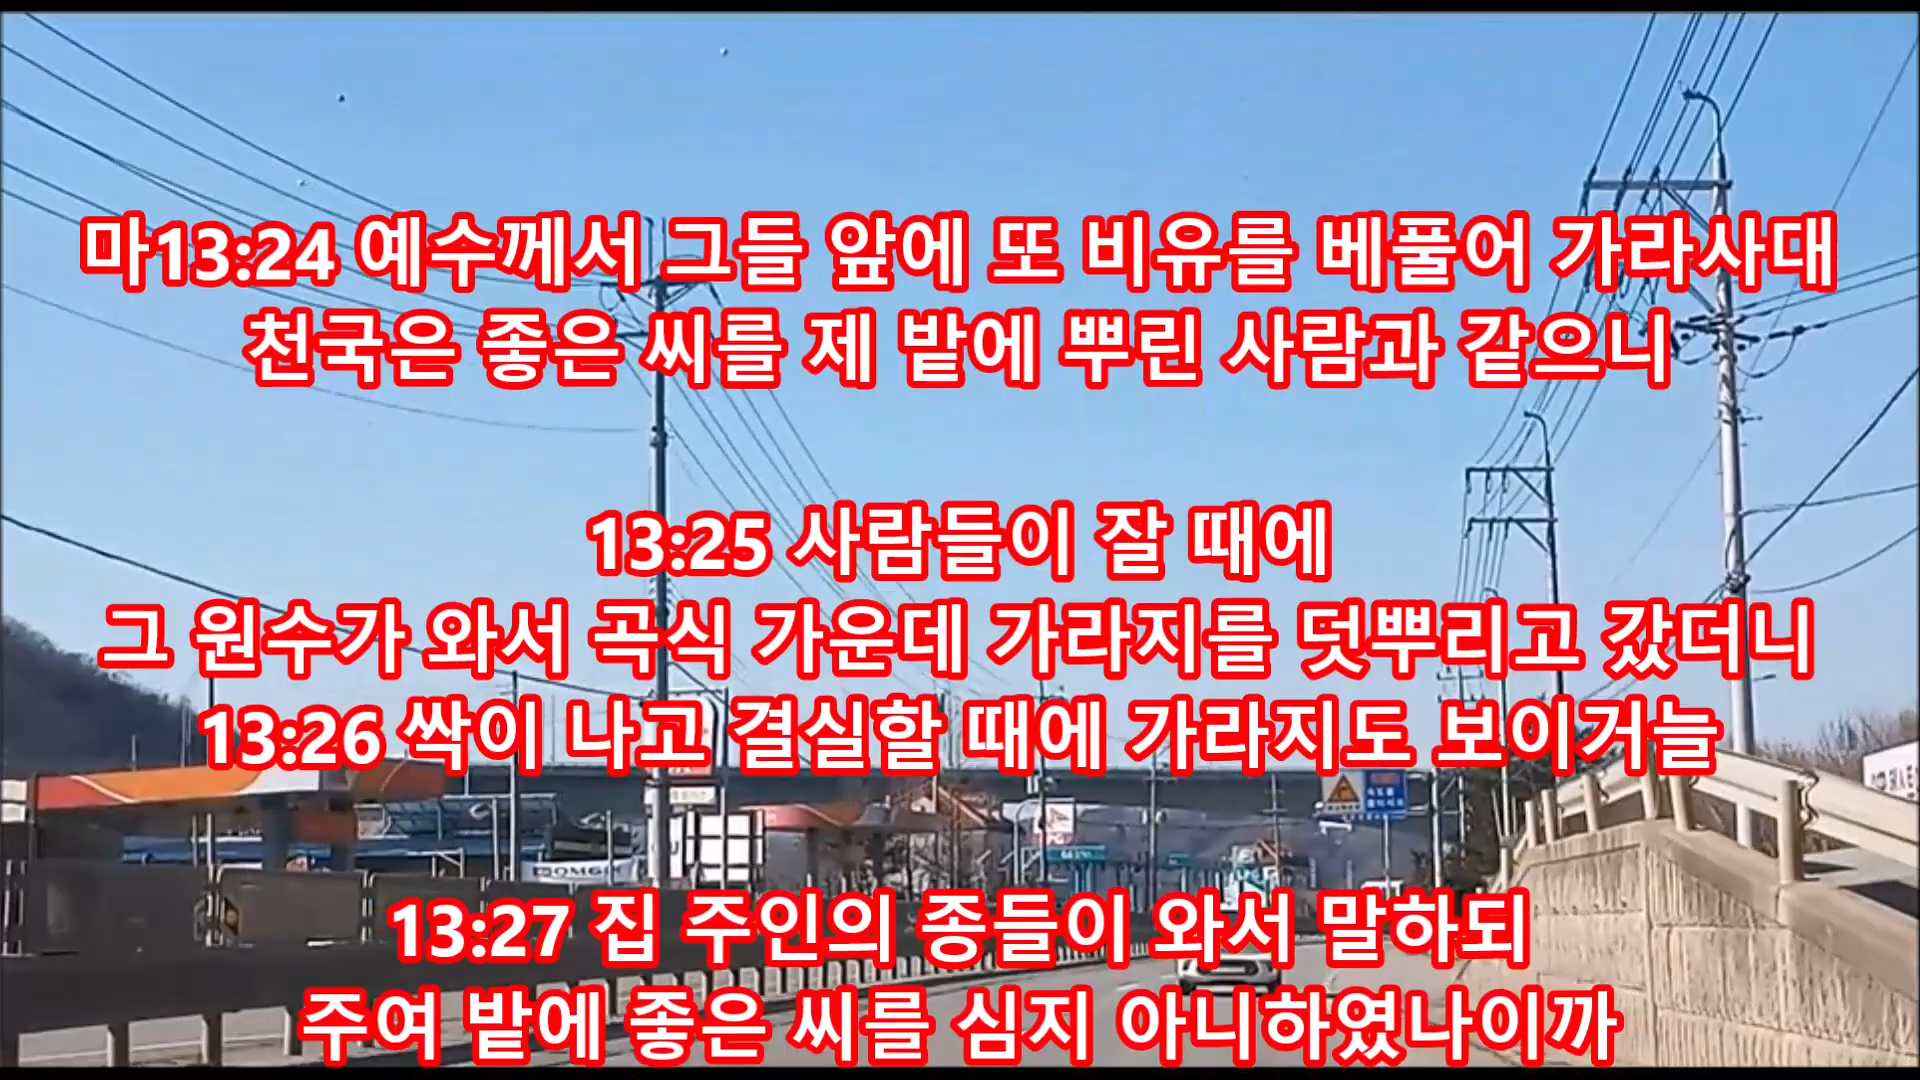 마13:24 예수께서 그들 앞에 또 비유를 베풀어 가라사대
천국은 좋은 씨를 제 밭에 뿌린 사람과 같으니
13:25 사람들이 잘 때에
그 원수가 와서 곡식 가운데 가라지를 덧뿌리고 갔더니
13:26 싹이 나고 결실할 때에 가라지도 보이거늘
13:27 집 주인의 종들이 와서 말하되
주여 밭에 좋은 씨를 심지 아니하였나이까